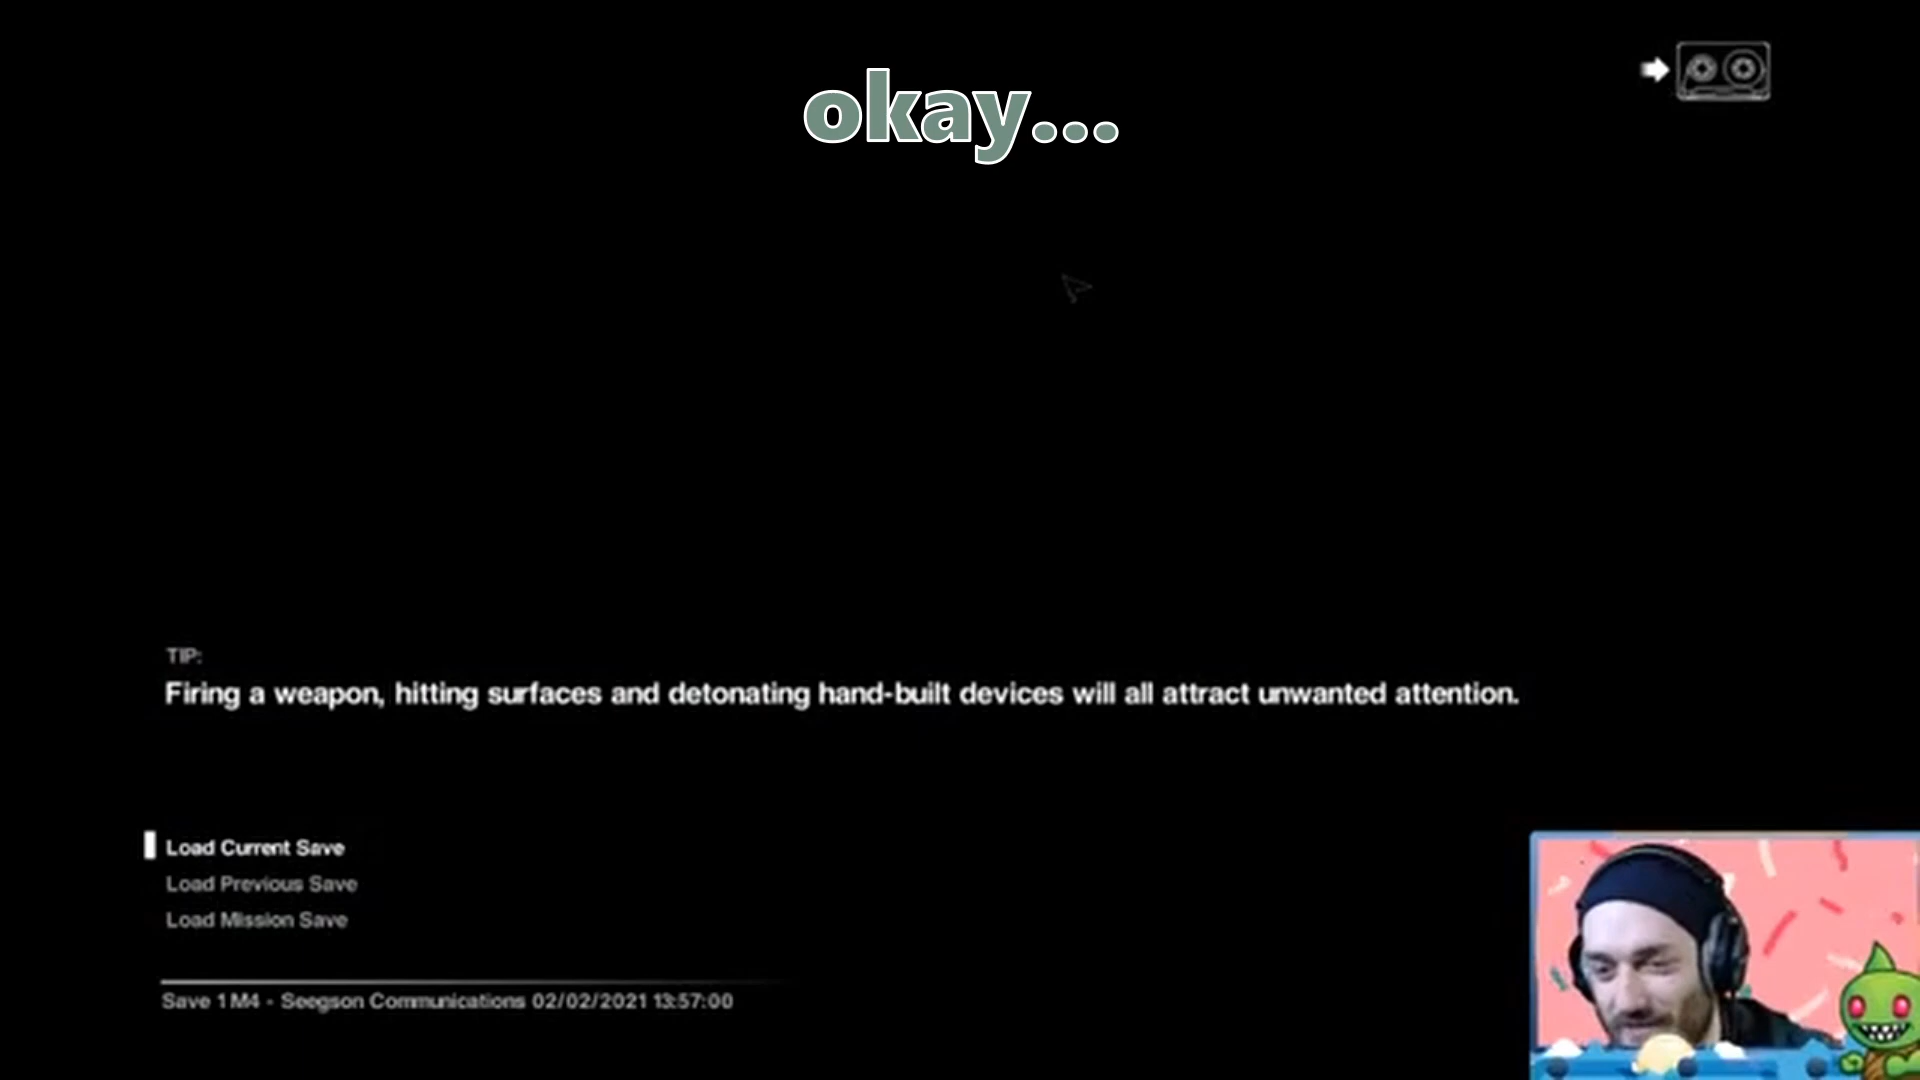 okay...
TIP:
Firing a weapon, hitting surfaces and detonating hand-built devices will all attract unwanted attention.
Load Current Save
Load Previous Save
Load Mission Save
Save 1 M4 - Seegson Communications 02/02/2021 13:57:00